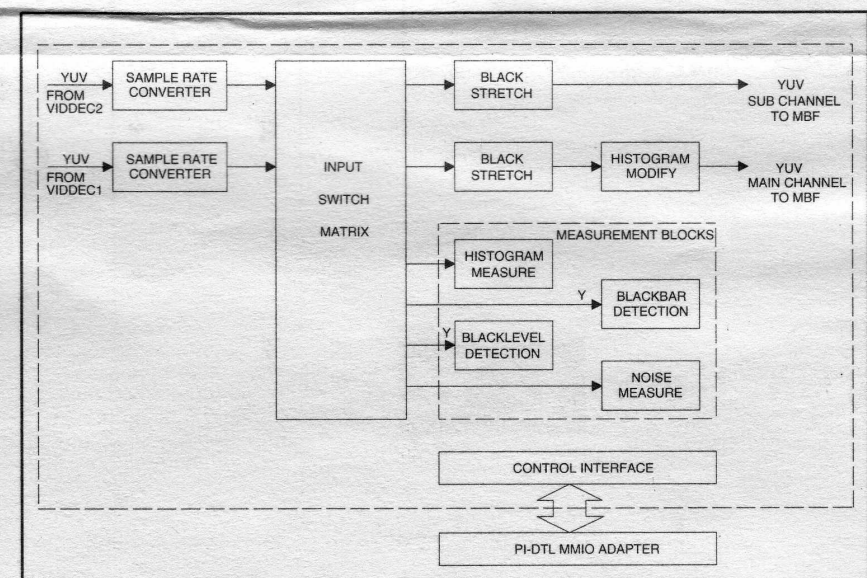 YUV
FROM
VIDDEC2
SAMPLE RATE
CONVERTER
BLACK
STRETCH
YUV
SUB CHANNEL
TO MBF
YUV
FROM
VIDDEC1
SAMPLE RATE
CONVERTER
INPUT
SWITCH
MATRIX
BLACK
STRETCH
HISTOGRAM
MODIFY
YUV
MAIN CHANNEL
TO MBF
MEASUREMENT BLOCKS
HISTOGRAM
MEASURE
Y
BLACKBAR
DETECTION
Y
BLACKLEVEL
DETECTION
NOISE
MEASURE
CONTROL INTERFACE
PI-DTL MMIO ADAPTER